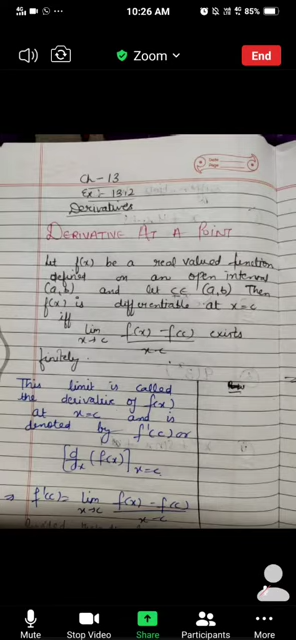 4G 10:26 AM 4G 85%
Zoom End
Ch - 13
Ex:- 13.2
Derivatives
DERIVATIVE AT A POINT
Let f(x) be a real valued function
defined on an open interval
(a, b) and let c ∈ (a, b) Then
f(x) is differentiable at x=c
iff
lim x→c f(x) - f(c) / x-c exists
finitely.
This limit is called
the derivative of f(x)
at x=c and is
denoted by f'(c) or
[d/dx (f(x))] x=c
⇒ f'(c) = lim x→c f(x) - f(c) / x-c
Mute Stop Video Share Participants More